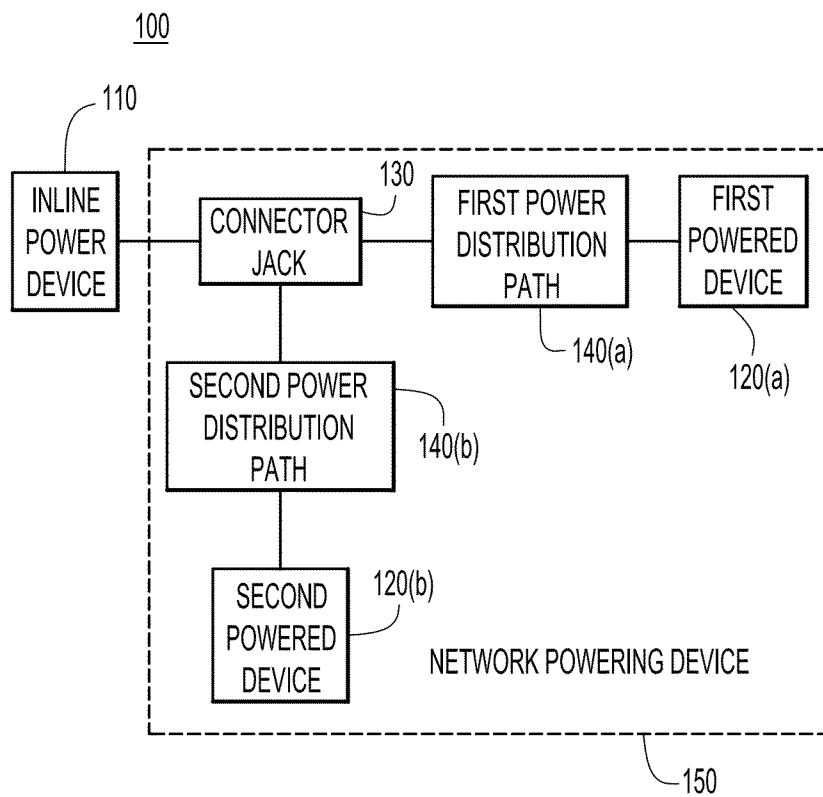 100
110
INLINE
POWER
DEVICE
CONNECTOR
JACK
130
FIRST POWER
DISTRIBUTION
PATH
140(a)
FIRST
POWERED
DEVICE
120(a)
SECOND POWER
DISTRIBUTION
PATH
140(b)
SECOND
POWERED
DEVICE
120(b)
NETWORK POWERING DEVICE
150